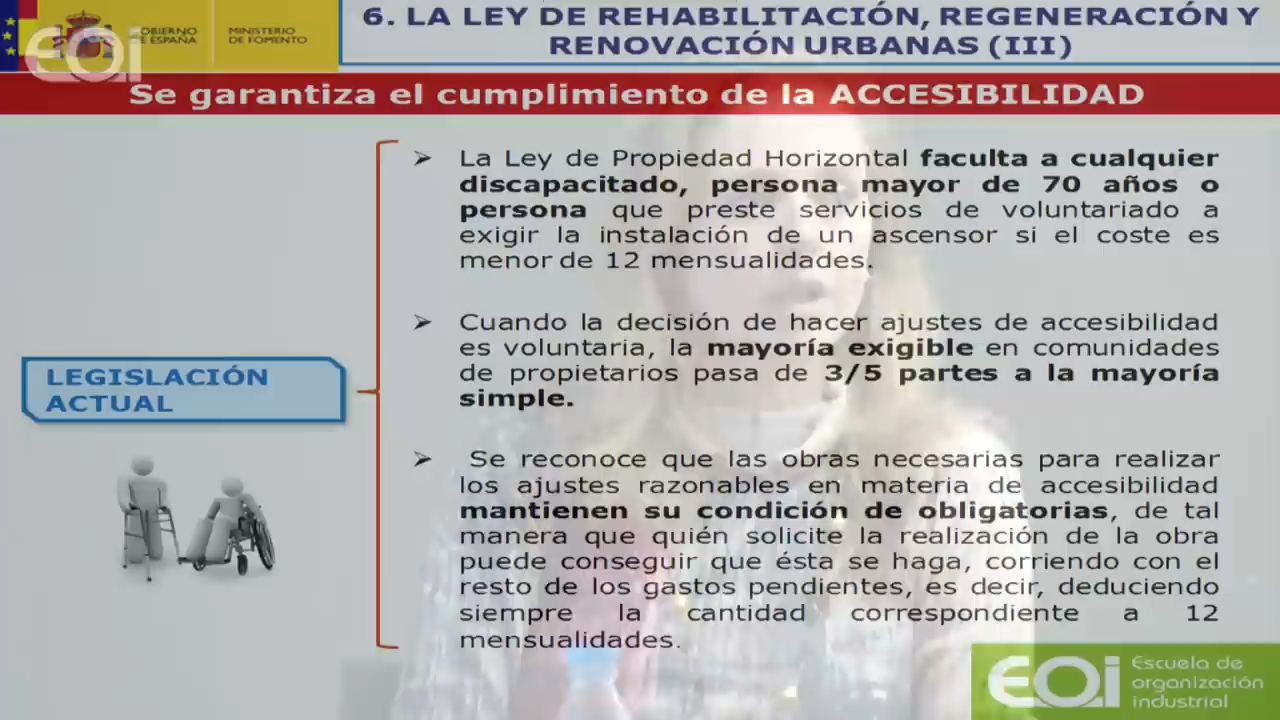 6. LA LEY DE REHABILITACIÓN, REGENERACIÓN Y
RENOVACIÓN URBANAS (III)
GOBIERNO
DE ESPAÑA
MINISTERIO
DE FOMENTO
EOI
Se garantiza el cumplimiento de la ACCESIBILIDAD
LEGISLACIÓN
ACTUAL
La Ley de Propiedad Horizontal faculta a cualquier
discapacitado, persona mayor de 70 años o
persona que preste servicios de voluntariado a
exigir la instalación de un ascensor si el coste es
menor de 12 mensualidades.
Cuando la decisión de hacer ajustes de accesibilidad
es voluntaria, la mayoría exigible en comunidades
de propietarios pasa de 3/5 partes a la mayoría
simple.
Se reconoce que las obras necesarias para realizar
los ajustes razonables en materia de accesibilidad
mantienen su condición de obligatorias, de tal
manera que quién solicite la realización de la obra
puede conseguir que ésta se haga, corriendo con el
resto de los gastos pendientes, es decir, deduciendo
siempre la cantidad correspondiente a 12
mensualidades.
EOI
Escuela de
organización
industrial